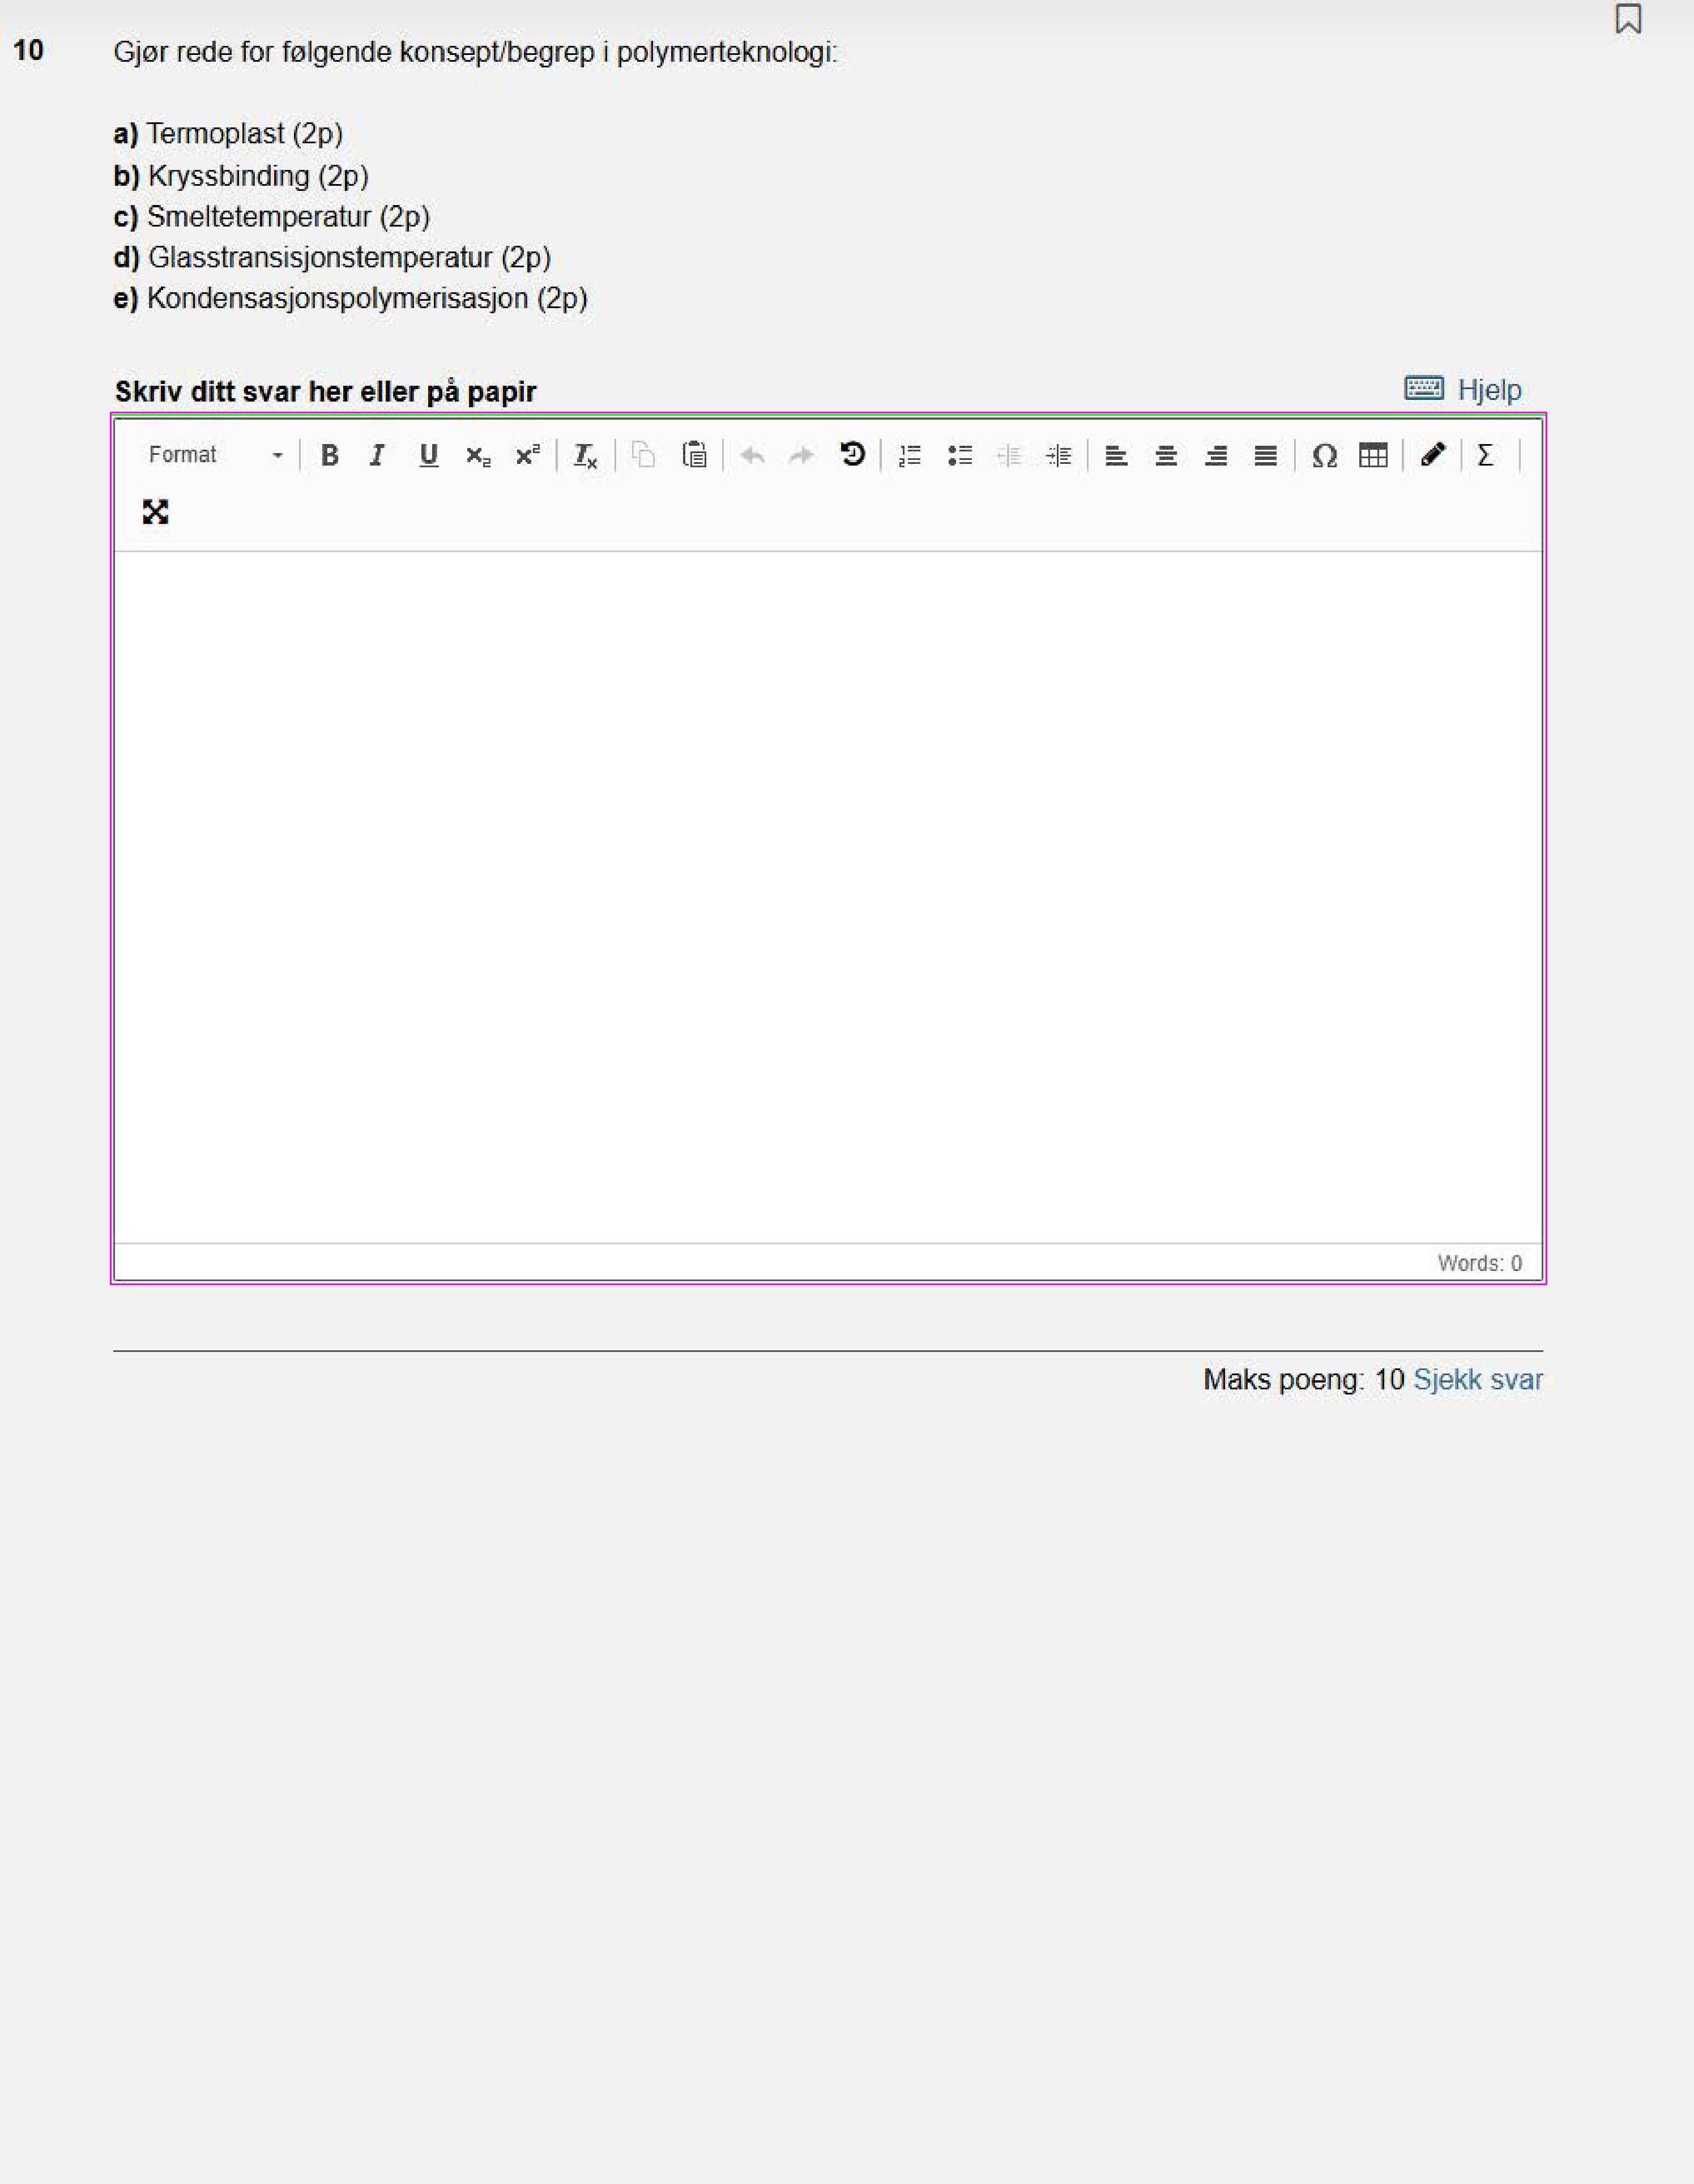 10 Gjør rede for følgende konsept/begrep i polymerteknologi:
a) Termoplast (2p)
b) Kryssbinding (2p)
c) Smeltetemperatur (2p)
d) Glasstransisjonstemperatur (2p)
e) Kondensasjonspolymerisasjon (2p)
Skriv ditt svar her eller på papir
Hjelp
Format
Words: 0
Maks poeng: 10 Sjekk svar